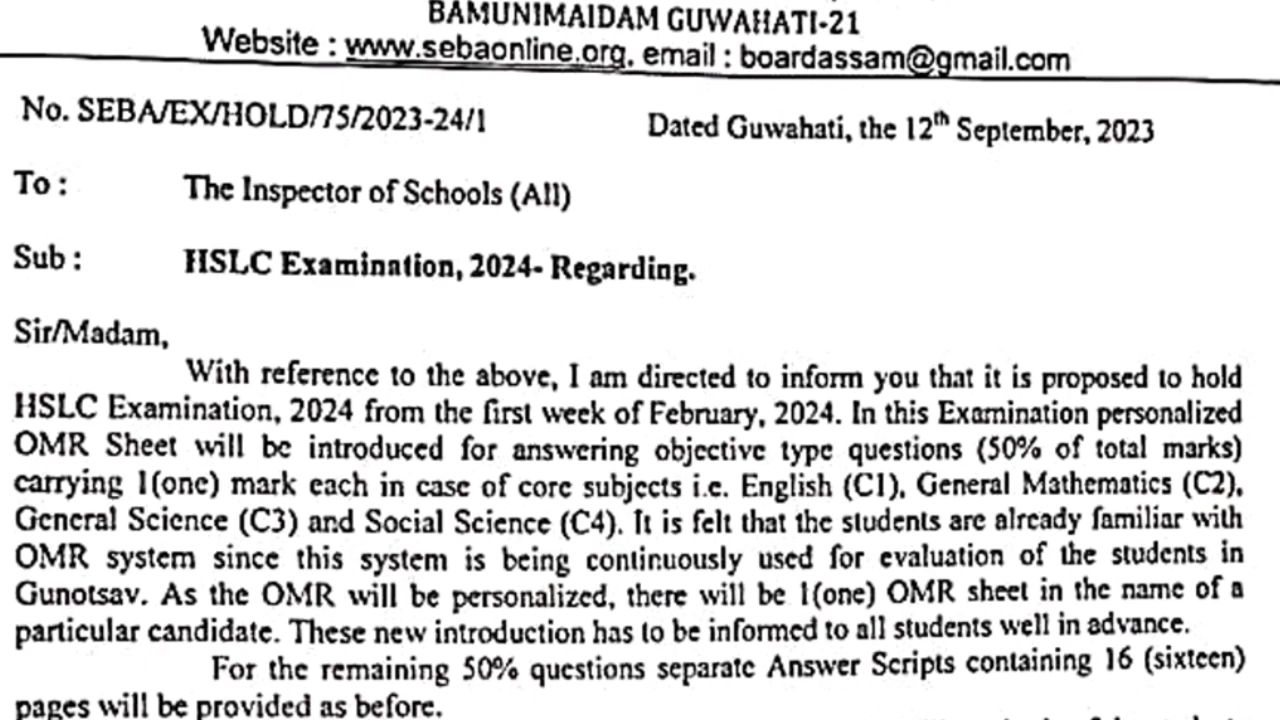 BAMUNIMAIDAM GUWAHATI-21
Website : www.sebaonline.org, email : boardassam@gmail.com
No. SEBA/EX/HOLD/75/2023-24/1
Dated Guwahati, the 12th September, 2023
To : The Inspector of Schools (All)
Sub : HSLC Examination, 2024- Regarding.
Sir/Madam,
With reference to the above, I am directed to inform you that it is proposed to hold
HSLC Examination, 2024 from the first week of February, 2024. In this Examination personalized
OMR Sheet will be introduced for answering objective type questions (50% of total marks)
carrying 1(one) mark each in case of core subjects i.e. English (C1), General Mathematics (C2),
General Science (C3) and Social Science (C4). It is felt that the students are already familiar with
OMR system since this system is being continuously used for evaluation of the students in
Gunotsav. As the OMR will be personalized, there will be 1(one) OMR sheet in the name of a
particular candidate. These new introduction has to be informed to all students well in advance.
For the remaining 50% questions separate Answer Scripts containing 16 (sixteen)
pages will be provided as before.